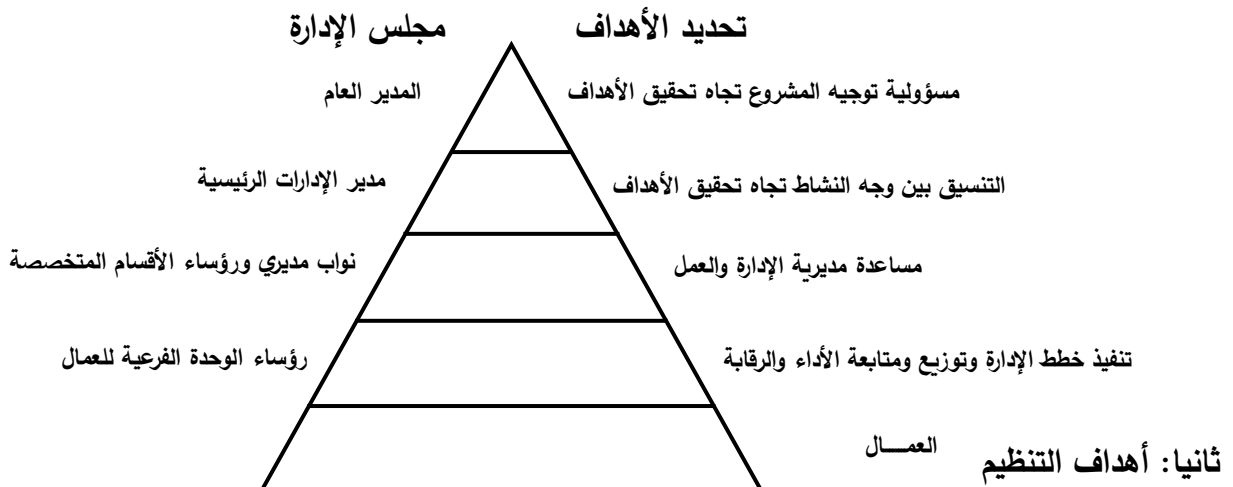 تحديد الأهداف
مجلس الإدارة
مسؤولية توجيه المشروع تجاه تحقيق الأهداف
المدير العام
التنسيق بين وجه النشاط تجاه تحقيق الأهداف
مدير الإدارات الرئيسية
مساعدة مديرية الإدارة والعمل
نواب مديري ورؤساء الأقسام المتخصصة
تنفيذ خطط الإدارة وتوزيع ومتابعة الأداء والرقابة
رؤساء الوحدة الفرعية للعمال
العمـــال
ثانيا: أهداف التنظيم